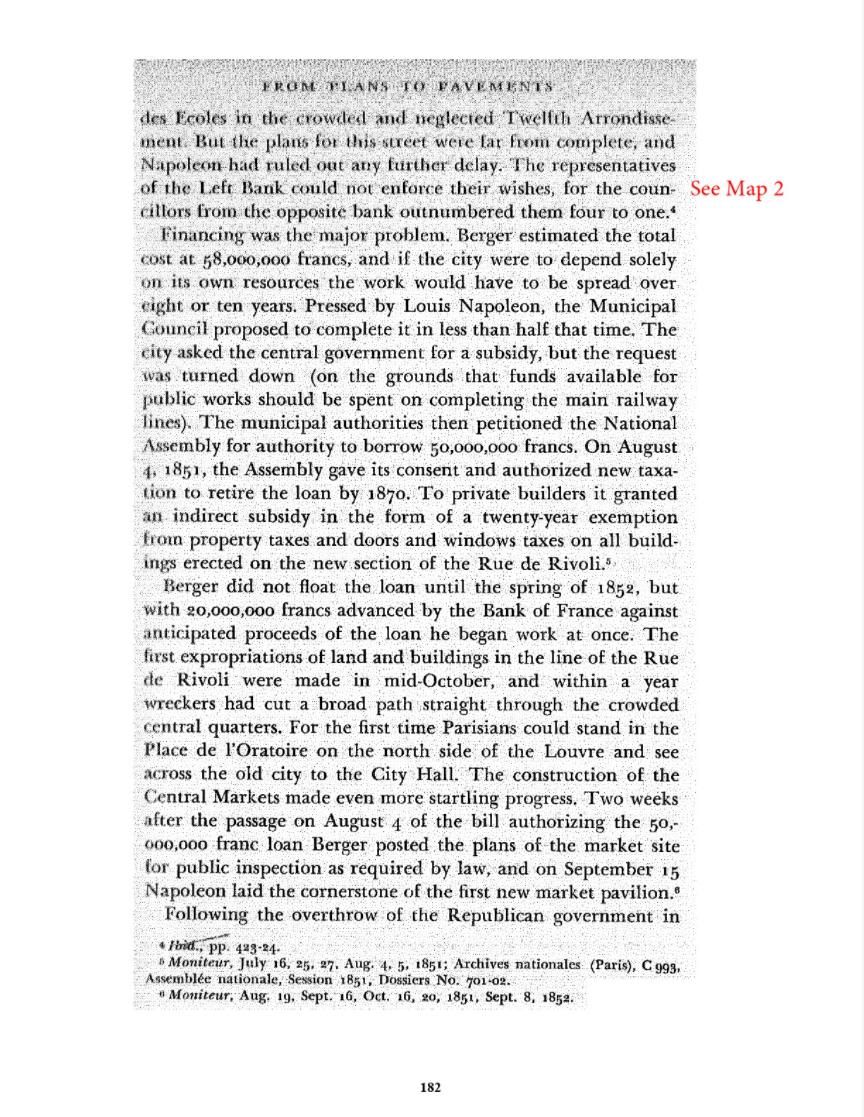 FROM PLANS TO PAVEMENTS
des Ecoles in the crowded and neglected Twelfth Arrondisse-
ment. But the plans for this street were far from complete, and
Napoleon had ruled out any further delay. The representatives
of the Left Bank could not enforce their wishes, for the coun-
cillors from the opposite bank outnumbered them four to one.⁴
See Map 2
Financing was the major problem. Berger estimated the total
cost at 58,000,000 francs, and if the city were to depend solely
on its own resources the work would have to be spread over
eight or ten years. Pressed by Louis Napoleon, the Municipal
Council proposed to complete it in less than half that time. The
city asked the central government for a subsidy, but the request
was turned down (on the grounds that funds available for
public works should be spent on completing the main railway
lines). The municipal authorities then petitioned the National
Assembly for authority to borrow 50,000,000 francs. On August
4, 1851, the Assembly gave its consent and authorized new taxa-
tion to retire the loan by 1870. To private builders it granted
an indirect subsidy in the form of a twenty-year exemption
from property taxes and doors and windows taxes on all build-
ings erected on the new section of the Rue de Rivoli.⁵
Berger did not float the loan until the spring of 1852, but
with 20,000,000 francs advanced by the Bank of France against
anticipated proceeds of the loan he began work at once. The
first expropriations of land and buildings in the line of the Rue
de Rivoli were made in mid-October, and within a year
wreckers had cut a broad path straight through the crowded
central quarters. For the first time Parisians could stand in the
Place de l'Oratoire on the north side of the Louvre and see
across the old city to the City Hall. The construction of the
Central Markets made even more startling progress. Two weeks
after the passage on August 4 of the bill authorizing the 50,-
000,000 franc loan Berger posted the plans of the market site
for public inspection as required by law, and on September 15
Napoleon laid the cornerstone of the first new market pavilion.⁶
Following the overthrow of the Republican government in
⁴ Ibid., pp. 423-24.
⁵ Moniteur, July 16, 25, 27, Aug. 4, 5, 1851; Archives nationales (Paris), C 993,
Assemblée nationale, Session 1851, Dossiers No. 701-02.
⁶ Moniteur, Aug. 19, Sept. 16, Oct. 16, 20, 1851, Sept. 8, 1852.
182